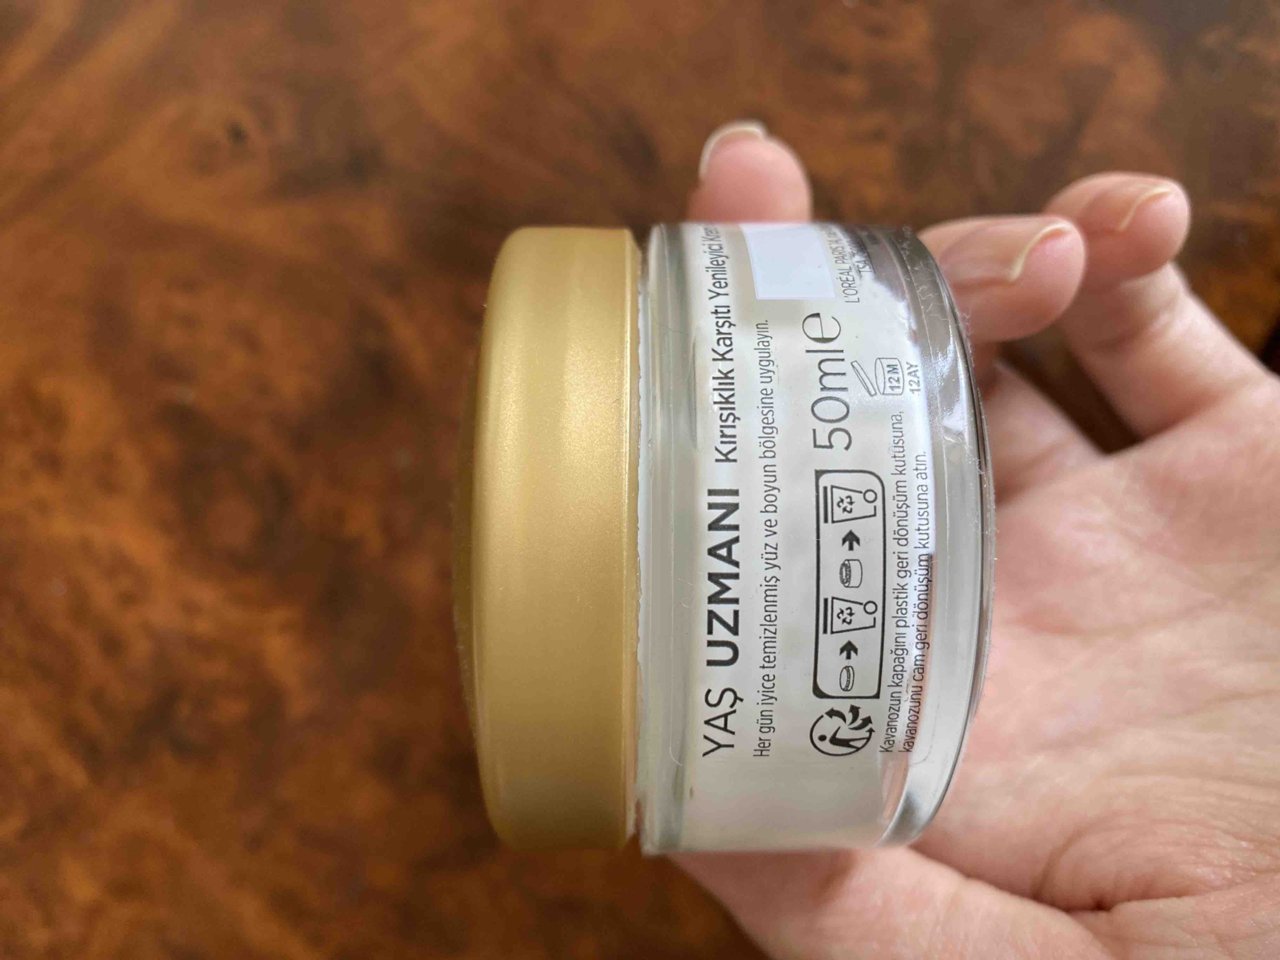 YAŞ UZMANI Kırışıklık Karşıtı Yenileyici
Her gün iyice temizlenmiş yüz ve boyun bölgesine uygulayın.
50ml e
12M
12AY
Kavanozun kapağını plastik geri dönüşüm kutusuna,
kavanozunu cam geri dönüşüm kutusuna atın.
L'ORÉAL PARIS